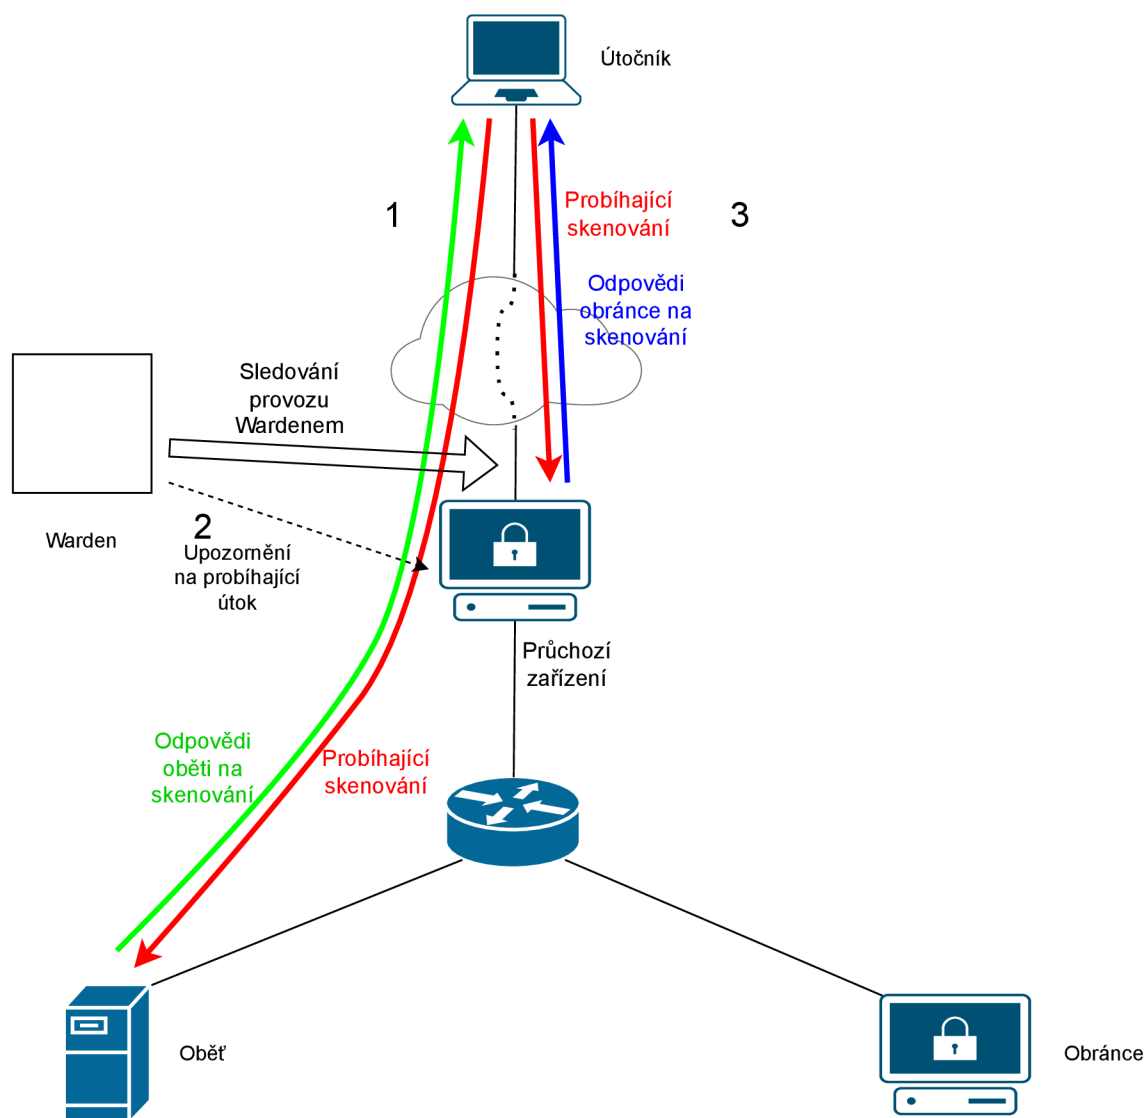 Útočník
1
Probíhající
skenování
3
Odpovědi
obránce na
skenování
Sledování
provozu
Wardenem
Warden
2
Upozornění
na probíhající
útok
Průchozí
zařízení
Odpovědi
oběti na
skenování
Probíhající
skenování
Oběť
Obránce